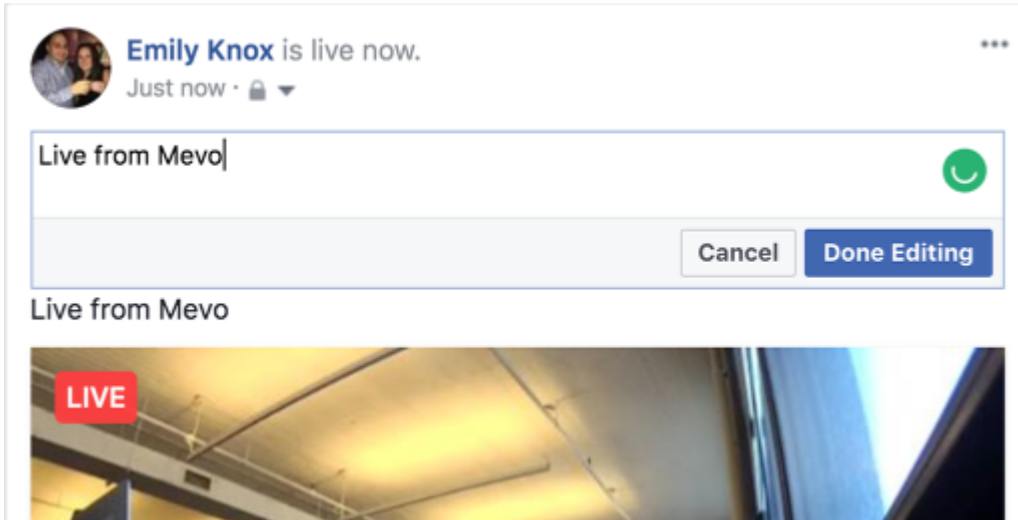 Emily Knox is live now.
Just now ·
Live from Mevo
Cancel Done Editing
Live from Mevo
LIVE